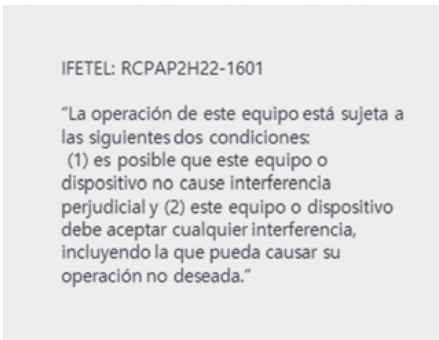 IFETEL: RCPAP2H22-1601
“La operación de este equipo está sujeta a
las siguientes dos condiciones:
(1) es posible que este equipo o
dispositivo no cause interferencia
perjudicial y (2) este equipo o dispositivo
debe aceptar cualquier interferencia,
incluyendo la que pueda causar su
operación no deseada.”